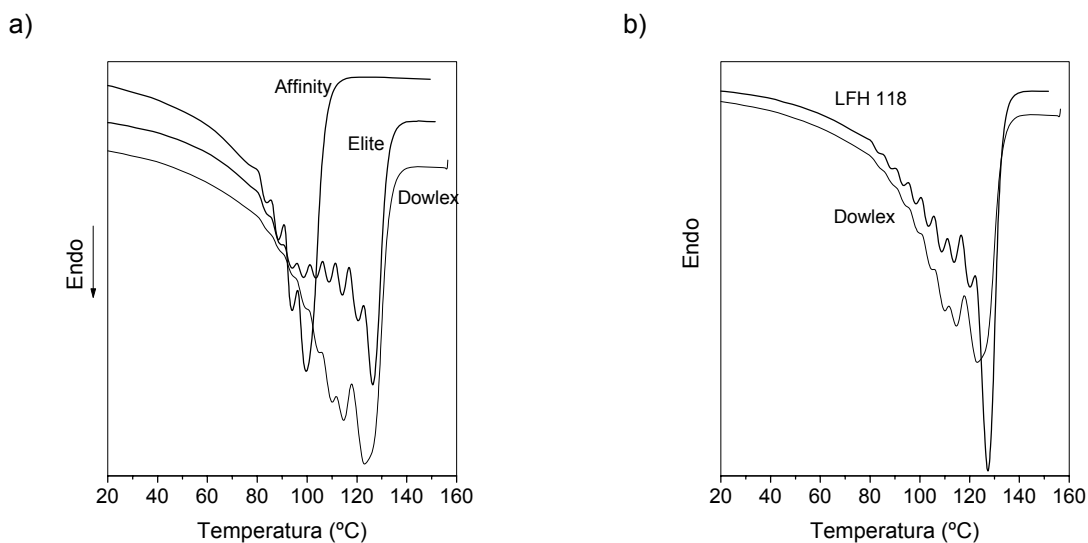 a)
Affinity
Elite
Dowlex
Endo
20 40 60 80 100 120 140 160
Temperatura (ºC)
b)
LFH 118
Dowlex
Endo
20 40 60 80 100 120 140 160
Temperatura (ºC)